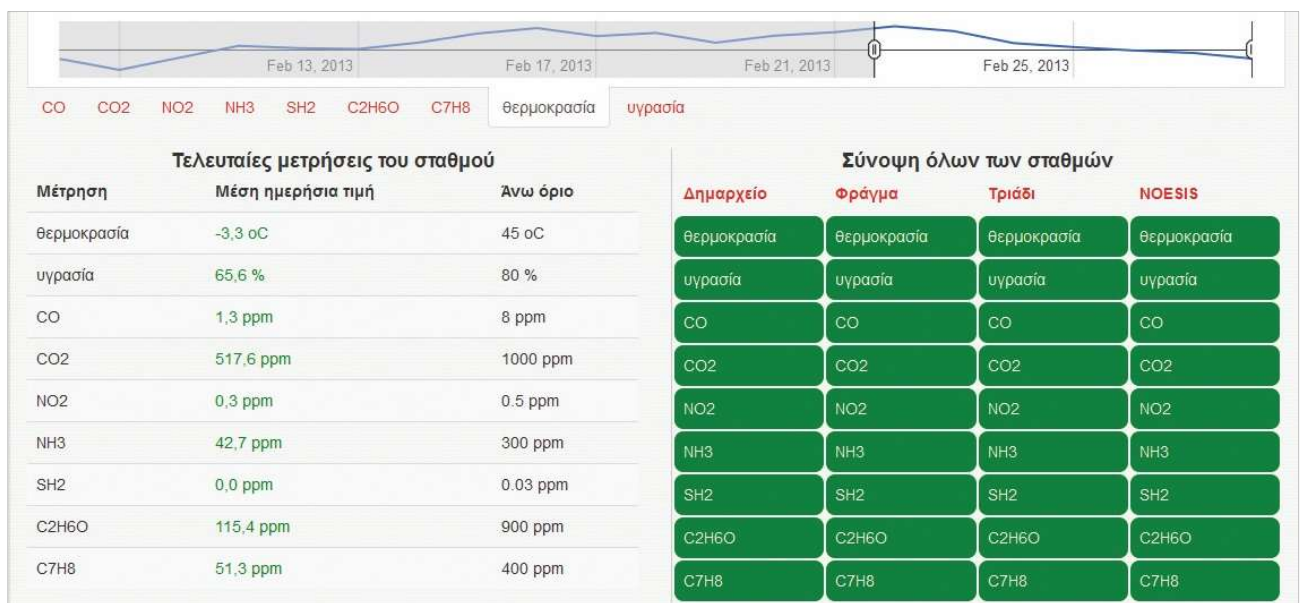 Feb 13, 2013 Feb 17, 2013 Feb 21, 2013 Feb 25, 2013
CO CO2 NO2 NH3 SH2 C2H6O C7H8 θερμοκρασία υγρασία
Τελευταίες μετρήσεις του σταθμού
Μέτρηση Μέση ημερήσια τιμή Άνω όριο
θερμοκρασία -3,3 oC 45 oC
υγρασία 65,6 % 80 %
CO 1,3 ppm 8 ppm
CO2 517,6 ppm 1000 ppm
NO2 0,3 ppm 0.5 ppm
NH3 42,7 ppm 300 ppm
SH2 0,0 ppm 0.03 ppm
C2H6O 115,4 ppm 900 ppm
C7H8 51,3 ppm 400 ppm
Σύνοψη όλων των σταθμών
Δημαρχείο Φράγμα Τριάδι NOESIS
θερμοκρασία θερμοκρασία θερμοκρασία θερμοκρασία
υγρασία υγρασία υγρασία υγρασία
CO CO CO CO
CO2 CO2 CO2 CO2
NO2 NO2 NO2 NO2
NH3 NH3 NH3 NH3
SH2 SH2 SH2 SH2
C2H6O C2H6O C2H6O C2H6O
C7H8 C7H8 C7H8 C7H8